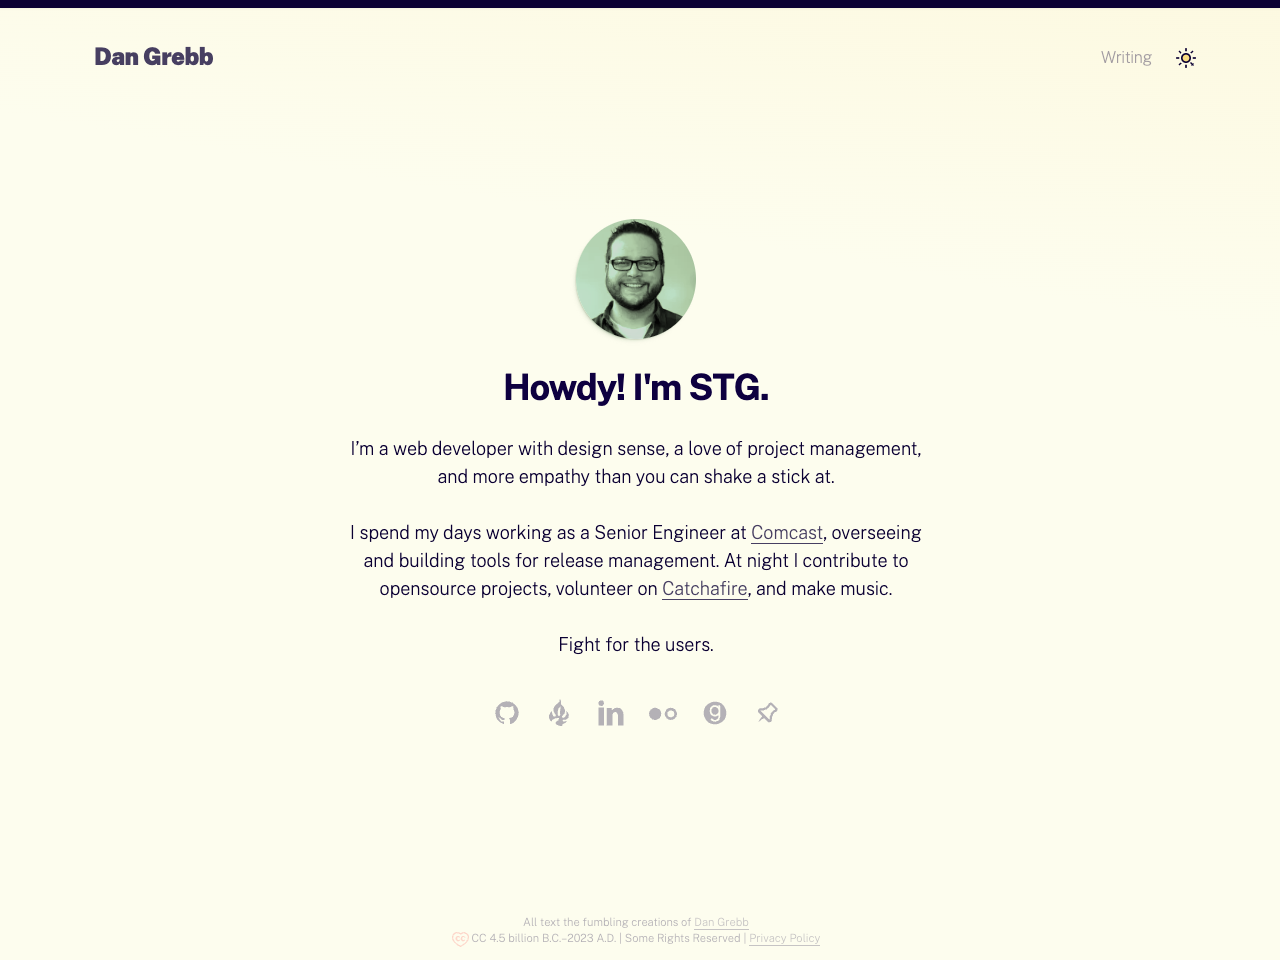 Dan Grebb
Writing
Howdy! I'm STG.
I’m a web developer with design sense, a love of project management,
and more empathy than you can shake a stick at.
I spend my days working as a Senior Engineer at Comcast, overseeing
and building tools for release management. At night I contribute to
opensource projects, volunteer on Catchafire, and make music.
Fight for the users.
All text the fumbling creations of Dan Grebb
CC 4.5 billion B.C.–2023 A.D. | Some Rights Reserved | Privacy Policy